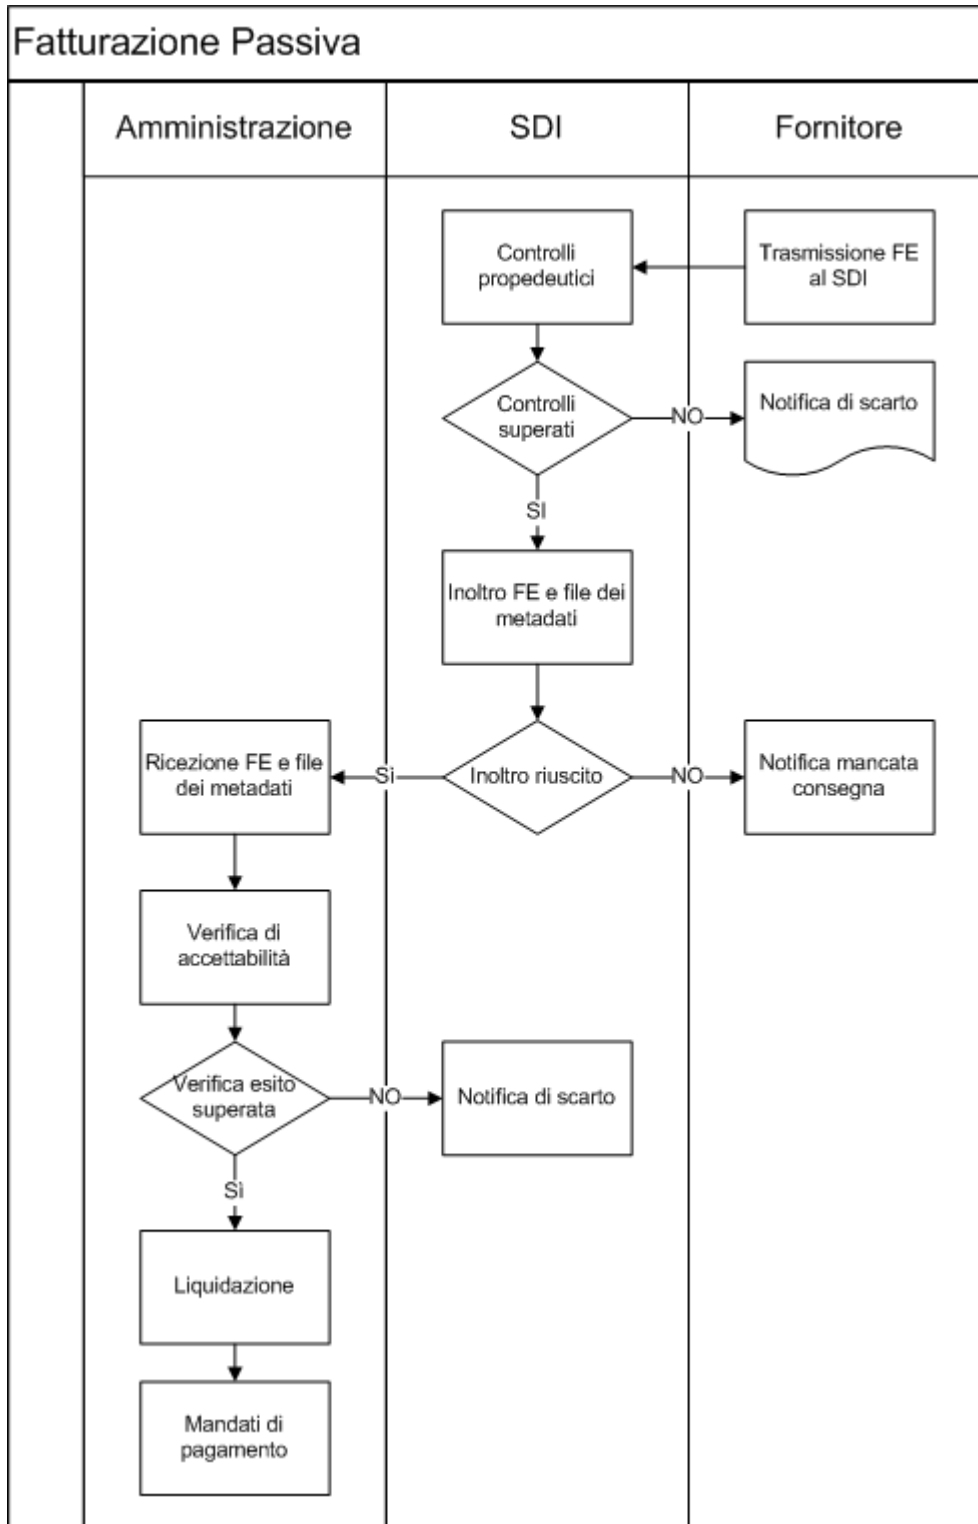 Fatturazione Passiva
Amministrazione
SDI
Fornitore
Controlli
propedeutici
Trasmissione FE
al SDI
Controlli
superati
NO
Notifica di scarto
SI
Inoltro FE e file dei
metadati
Ricezione FE e file
dei metadati
Si
Inoltro riuscito
NO
Notifica mancata
consegna
Verifica di
accettabilità
Verifica esito
superata
NO
Notifica di scarto
Sì
Liquidazione
Mandati di
pagamento